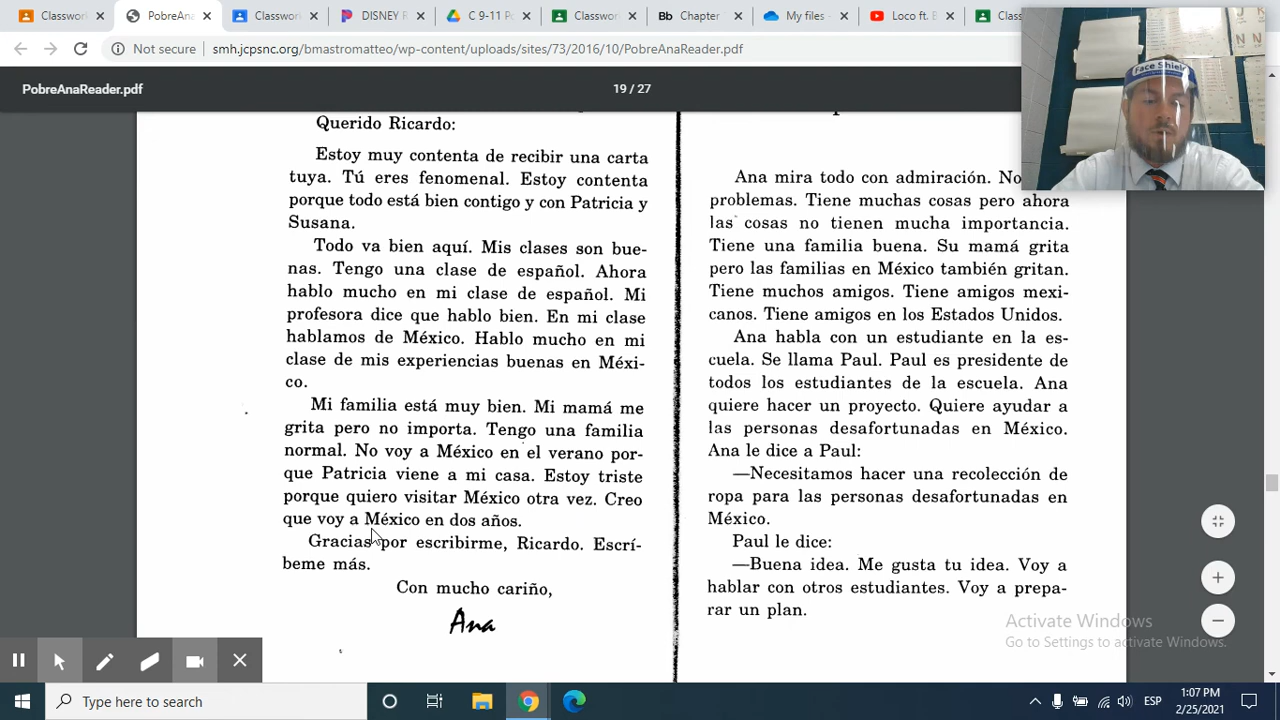 Classwork
PobreAna
Classwork
DISNEY
C 9-11 P
Classwork
Bb Chapter
My files
Loco ft.
Class
Not secure
smh.jcpsnc.org/bmastromatteo/wp-content/uploads/sites/73/2016/10/PobreAnaReader.pdf
PobreAnaReader.pdf
19 / 27
Face Shield
Querido Ricardo:
Estoy muy contenta de recibir una carta
tuya. Tú eres fenomenal. Estoy contenta
porque todo está bien contigo y con Patricia y
Susana.
Todo va bien aquí. Mis clases son bue-
nas. Tengo una clase de español. Ahora
hablo mucho en mi clase de español. Mi
profesora dice que hablo bien. En mi clase
hablamos de México. Hablo mucho en mi
clase de mis experiencias buenas en Méxi-
co.
Mi familia está muy bien. Mi mamá me
grita pero no importa. Tengo una familia
normal. No voy a México en el verano por-
que Patricia viene a mi casa. Estoy triste
porque quiero visitar México otra vez. Creo
que voy a México en dos años.
Gracias por escribirme, Ricardo. Escrí-
beme más.
Con mucho cariño,
Ana
Ana mira todo con admiración. No
problemas. Tiene muchas cosas pero ahora
las cosas no tienen mucha importancia.
Tiene una familia buena. Su mamá grita
pero las familias en México también gritan.
Tiene muchos amigos. Tiene amigos mexi-
canos. Tiene amigos en los Estados Unidos.
Ana habla con un estudiante en la es-
cuela. Se llama Paul. Paul es presidente de
todos los estudiantes de la escuela. Ana
quiere hacer un proyecto. Quiere ayudar a
las personas desafortunadas en México.
Ana le dice a Paul:
—Necesitamos hacer una recolección de
ropa para las personas desafortunadas en
México.
Paul le dice:
—Buena idea. Me gusta tu idea. Voy a
hablar con otros estudiantes. Voy a prepa-
rar un plan.
Activate Windows
Go to Settings to activate Windows.
Type here to search
ESP
1:07 PM
2/25/2021